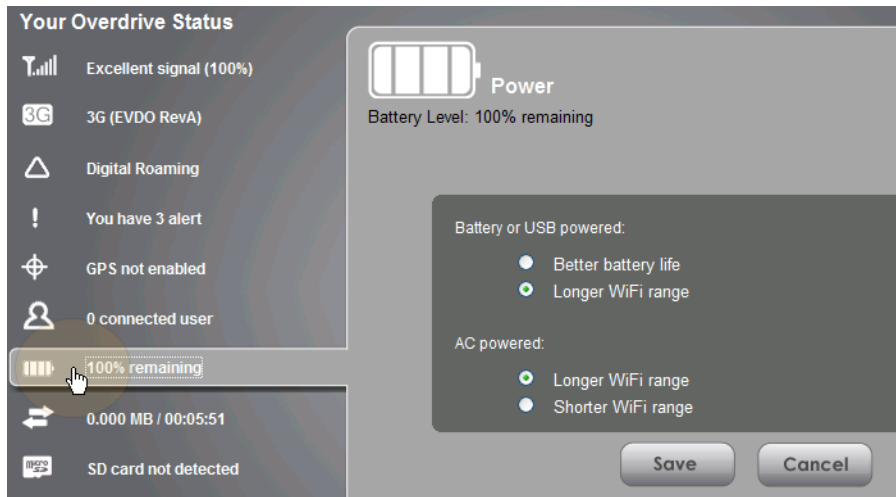 Your Overdrive Status
Excellent signal (100%)
3G
3G (EVDO RevA)
Digital Roaming
! You have 3 alert
GPS not enabled
0 connected user
100% remaining
0.000 MB / 00:05:51
micro SD
SD card not detected
Power
Battery Level: 100% remaining
Battery or USB powered:
Better battery life
Longer WiFi range
AC powered:
Longer WiFi range
Shorter WiFi range
Save
Cancel